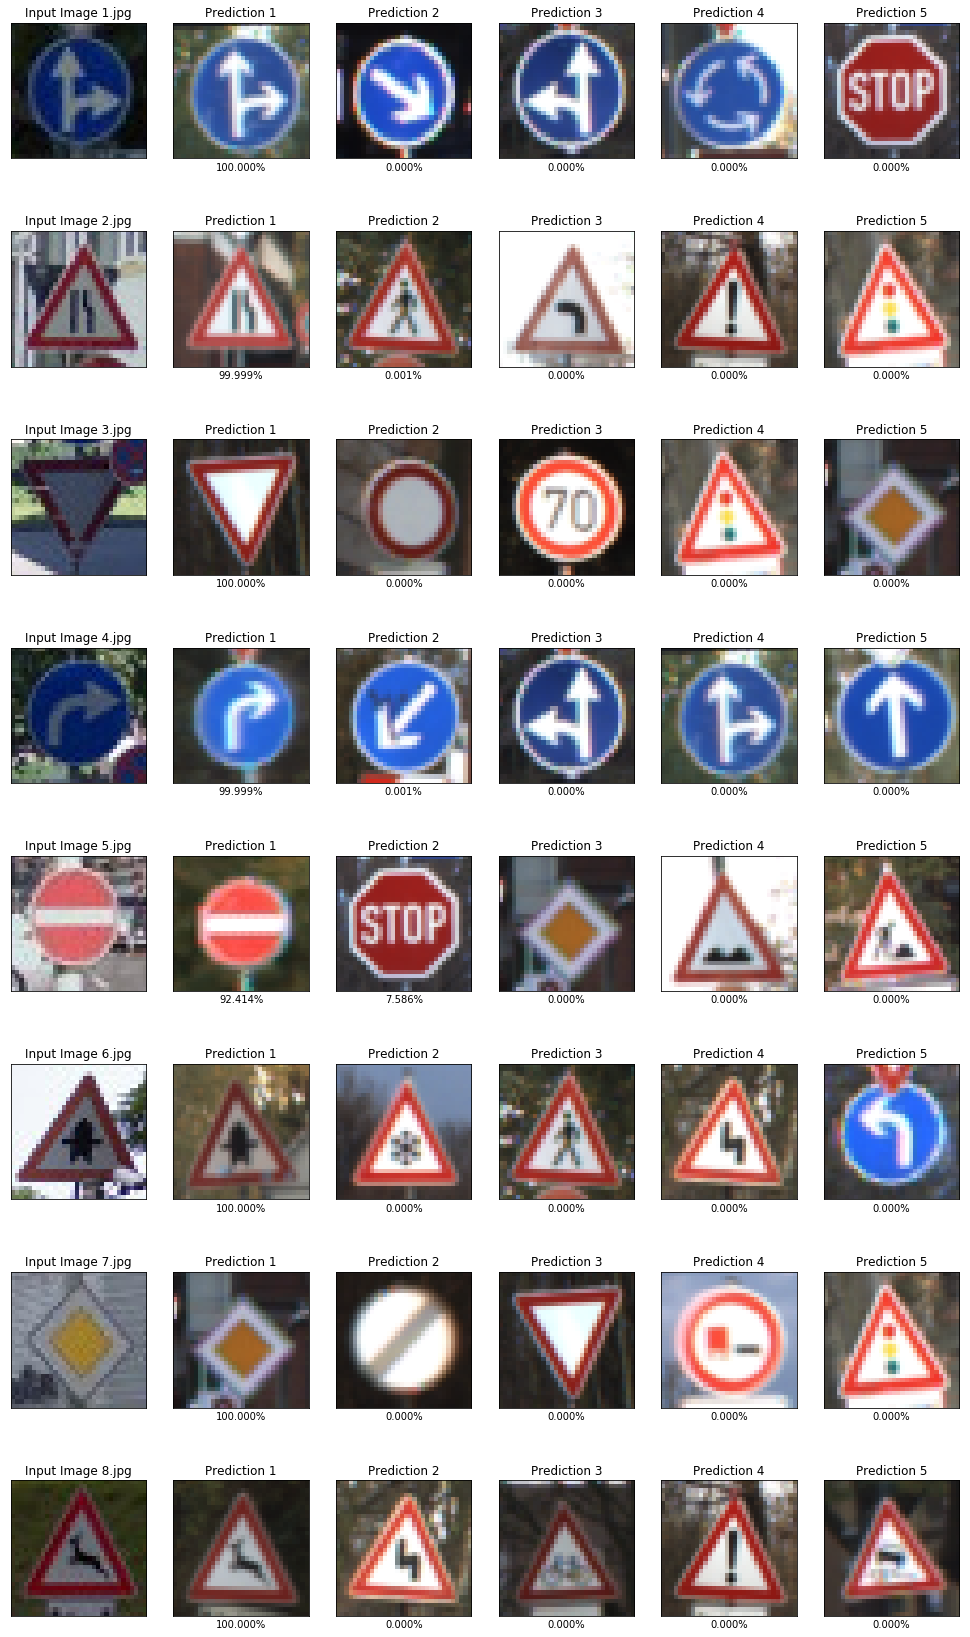 Input Image 1.jpg Prediction 1 Prediction 2 Prediction 3 Prediction 4 Prediction 5
STOP
100.000% 0.000% 0.000% 0.000% 0.000%
Input Image 2.jpg Prediction 1 Prediction 2 Prediction 3 Prediction 4 Prediction 5
99.999% 0.001% 0.000% 0.000% 0.000%
Input Image 3.jpg Prediction 1 Prediction 2 Prediction 3 Prediction 4 Prediction 5
70
100.000% 0.000% 0.000% 0.000% 0.000%
Input Image 4.jpg Prediction 1 Prediction 2 Prediction 3 Prediction 4 Prediction 5
99.999% 0.001% 0.000% 0.000% 0.000%
Input Image 5.jpg Prediction 1 Prediction 2 Prediction 3 Prediction 4 Prediction 5
STOP
92.414% 7.586% 0.000% 0.000% 0.000%
Input Image 6.jpg Prediction 1 Prediction 2 Prediction 3 Prediction 4 Prediction 5
100.000% 0.000% 0.000% 0.000% 0.000%
Input Image 7.jpg Prediction 1 Prediction 2 Prediction 3 Prediction 4 Prediction 5
100.000% 0.000% 0.000% 0.000% 0.000%
Input Image 8.jpg Prediction 1 Prediction 2 Prediction 3 Prediction 4 Prediction 5
100.000% 0.000% 0.000% 0.000% 0.000%